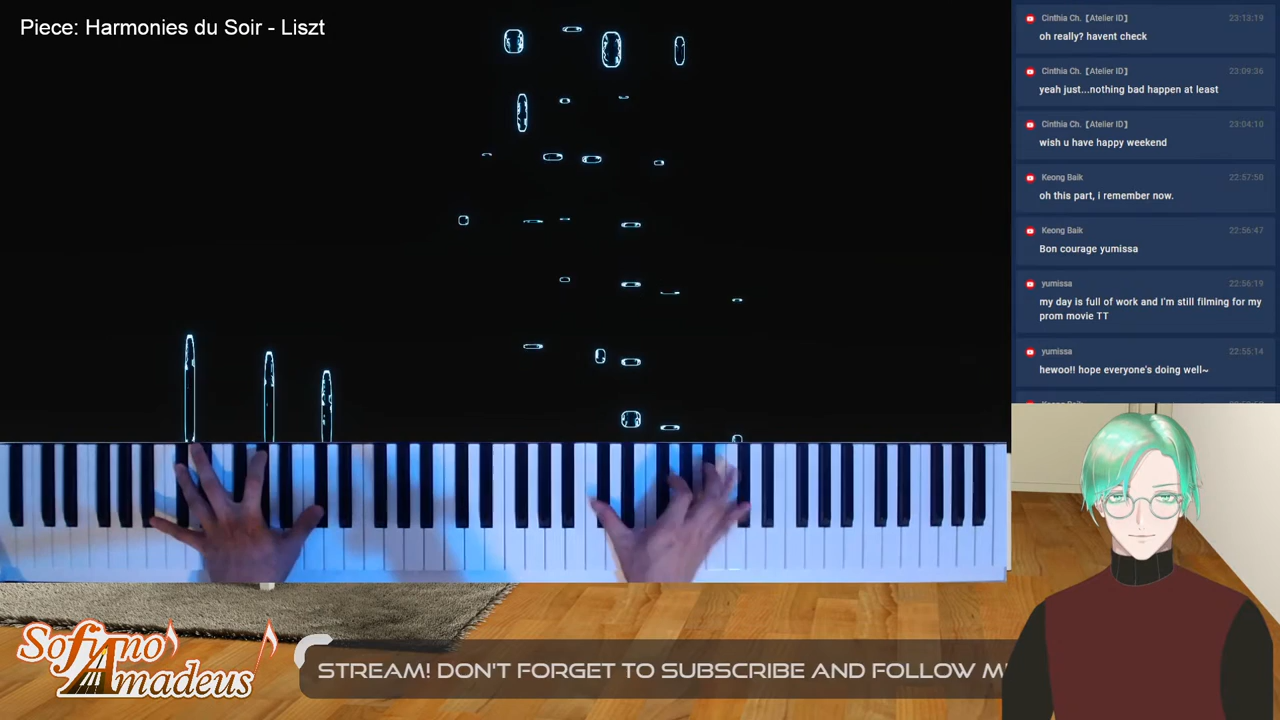 Piece: Harmonies du Soir - Liszt
Cinthia Ch.【Atelier ID】 23:13:19
oh really? havent check
Cinthia Ch.【Atelier ID】 23:09:36
yeah just...nothing bad happen at least
Cinthia Ch.【Atelier ID】 23:04:10
wish u have happy weekend
Keong Baik 22:57:50
oh this part, i remember now.
Keong Baik 22:56:47
Bon courage yumissa
yumissa 22:56:19
my day is full of work and I'm still filming for my
prom movie TT
yumissa 22:55:14
hewoo!! hope everyone's doing well~
Sofiano
Amadeus
STREAM! DON'T FORGET TO SUBSCRIBE AND FOLLOW